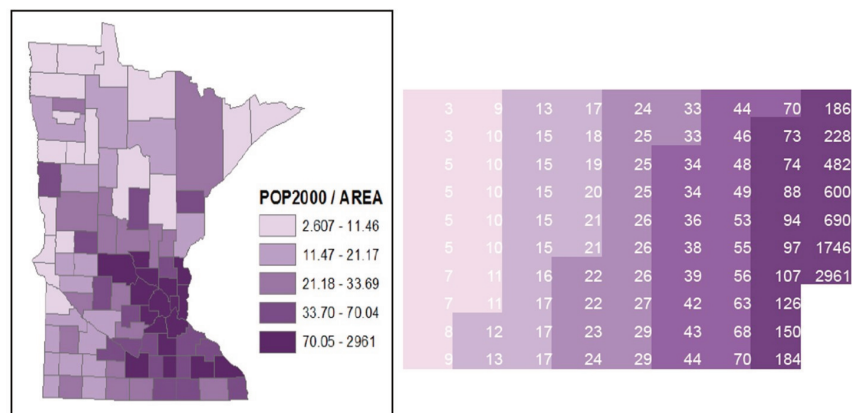 POP2000 / AREA
2.607 - 11.46
11.47 - 21.17
21.18 - 33.69
33.70 - 70.04
70.05 - 2961
3 9 13 17 24 33 44 70 186
3 10 15 18 25 33 46 73 228
5 10 15 19 25 34 48 74 482
5 10 15 20 25 34 49 88 600
5 10 15 21 26 36 53 94 690
5 10 15 21 26 38 55 97 1746
7 11 16 22 26 39 56 107 2961
7 11 17 22 27 42 63 126
8 12 17 23 29 43 68 150
9 13 17 24 29 44 70 184